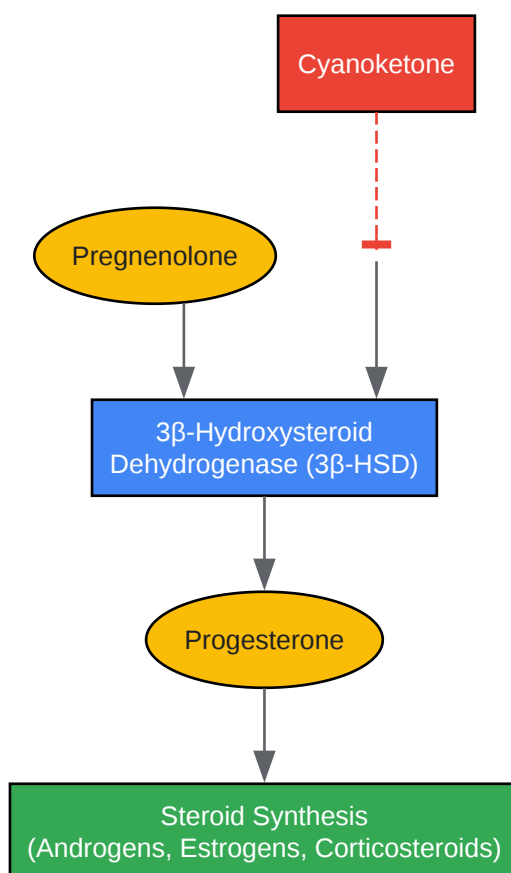 Cyanoketone
Pregnenolone
3β-Hydroxysteroid
Dehydrogenase (3β-HSD)
Progesterone
Steroid Synthesis
(Androgens, Estrogens, Corticosteroids)